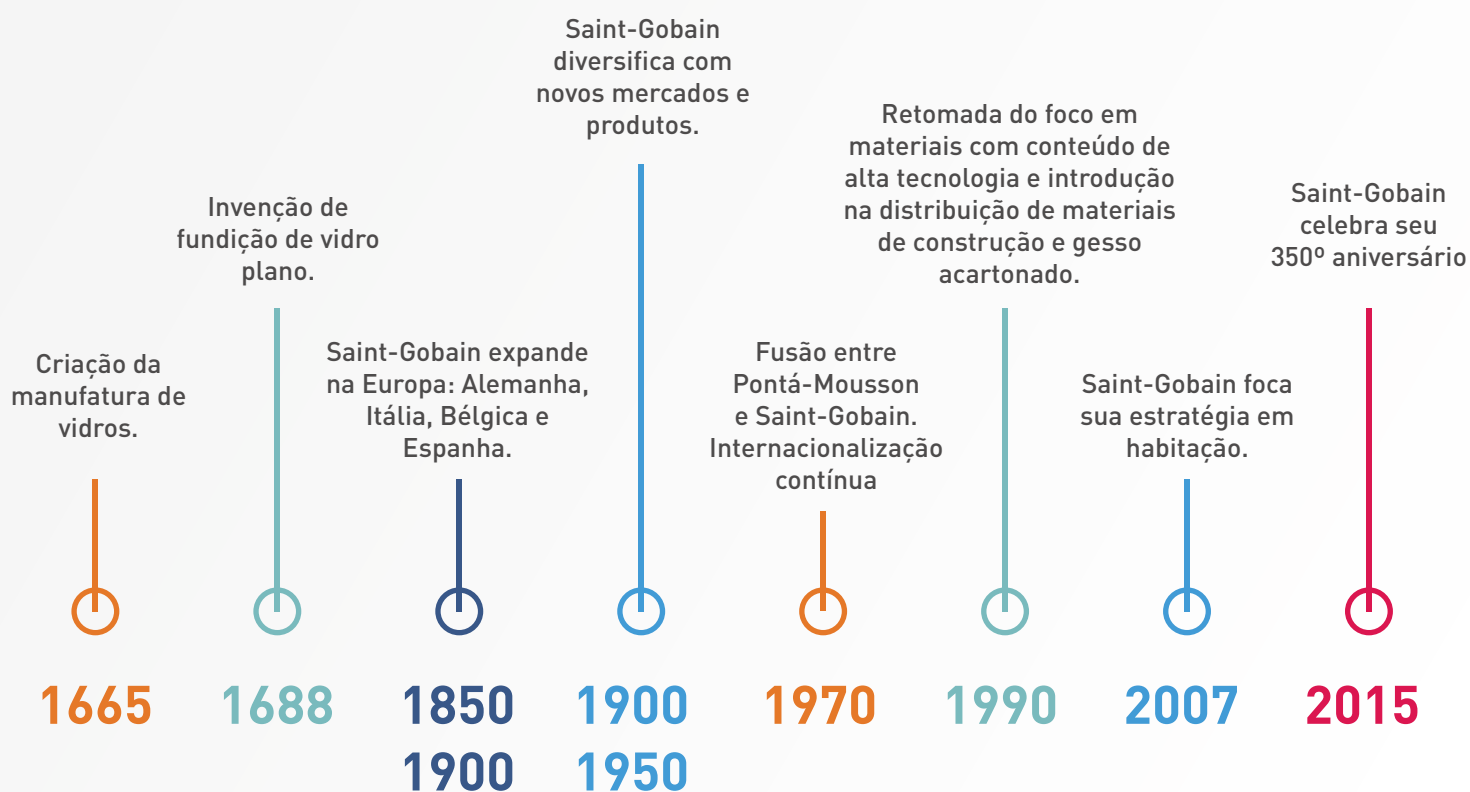 Criação da
manufatura de
vidros.
1665
Invenção de
fundição de vidro
plano.
1688
Saint-Gobain expande
na Europa: Alemanha,
Itália, Bélgica e
Espanha.
1850
1900
Saint-Gobain
diversifica com
novos mercados e
produtos.
1900
1950
Fusão entre
Pontá-Mousson
e Saint-Gobain.
Internacionalização
contínua
1970
Retomada do foco em
materiais com conteúdo de
alta tecnologia e introdução
na distribuição de materiais
de construção e gesso
acartonado.
1990
Saint-Gobain foca
sua estratégia em
habitação.
2007
Saint-Gobain
celebra seu
350º aniversário
2015